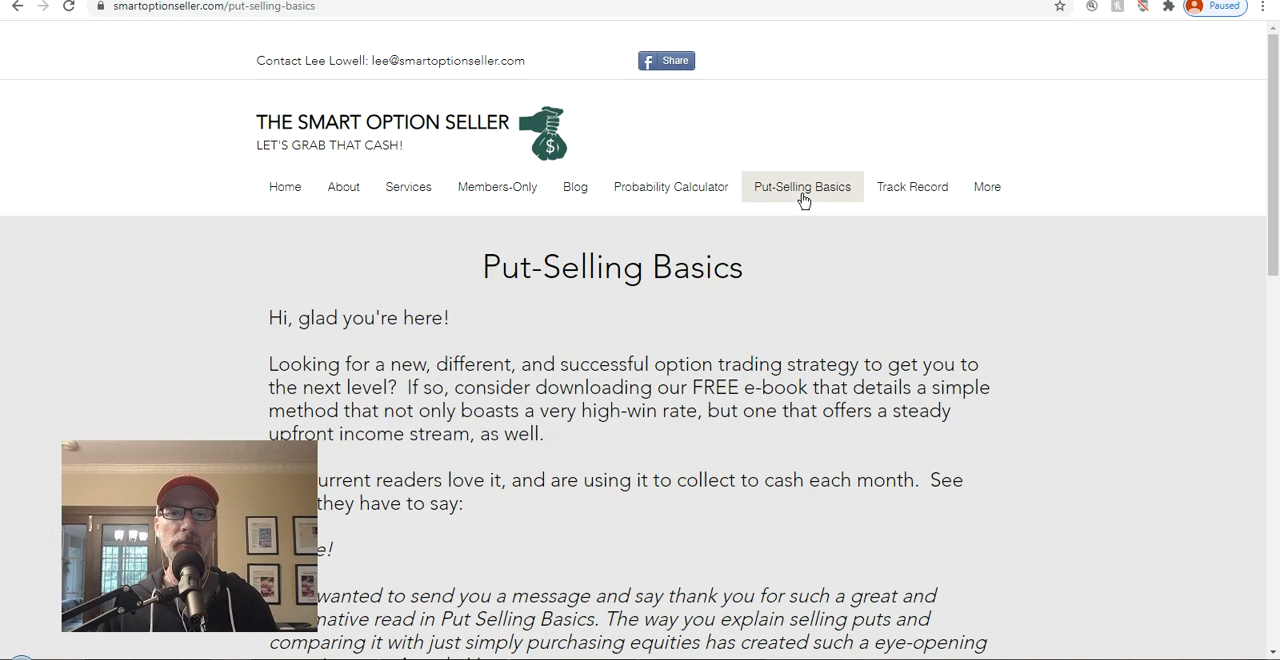 smartoptionseller.com/put-selling-basics
Paused
Contact Lee Lowell: lee@smartoptionseller.com
f Share
THE SMART OPTION SELLER
LET'S GRAB THAT CASH!
$
Home About Services Members-Only Blog Probability Calculator Put-Selling Basics Track Record More
Put-Selling Basics
Hi, glad you're here!
Looking for a new, different, and successful option trading strategy to get you to
the next level? If so, consider downloading our FREE e-book that details a simple
method that not only boasts a very high-win rate, but one that offers a steady
upfront income stream, as well.
urrent readers love it, and are using it to collect to cash each month. See
they have to say:
e!
wanted to send you a message and say thank you for such a great and
mative read in Put Selling Basics. The way you explain selling puts and
comparing it with just simply purchasing equities has created such a eye-opening